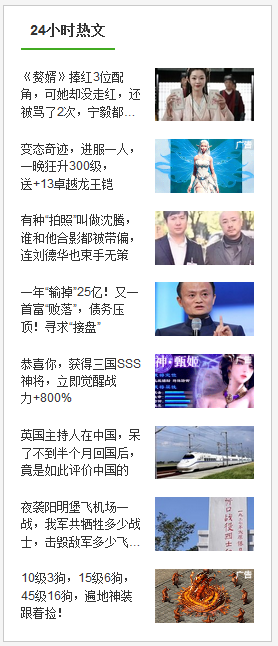 24小时热文
《赘婿》捧红3位配
角，可她却没走红，还
被骂了2次，宁毅都...
变态奇迹，进服一人，
一晚狂升300级，
送+13卓越龙王铠
广告
有种“拍照”叫做沈腾，
谁和他合影都被带偏，
连刘德华也束手无策
一年“输掉”25亿！又一
首富“败落”，债务压
顶！寻求“接盘”
恭喜你，获得三国SSS
神将，立即觉醒战
力+800%
神·甄姬
英国主持人在中国，呆
了不到半个月回国后，
竟是如此评价中国的
夜袭阳明堡飞机场一
战，我军共牺牲多少战
士，击毁敌军多少飞...
10级3狗，15级6狗，
45级16狗，遍地神装
跟着捡！
广告